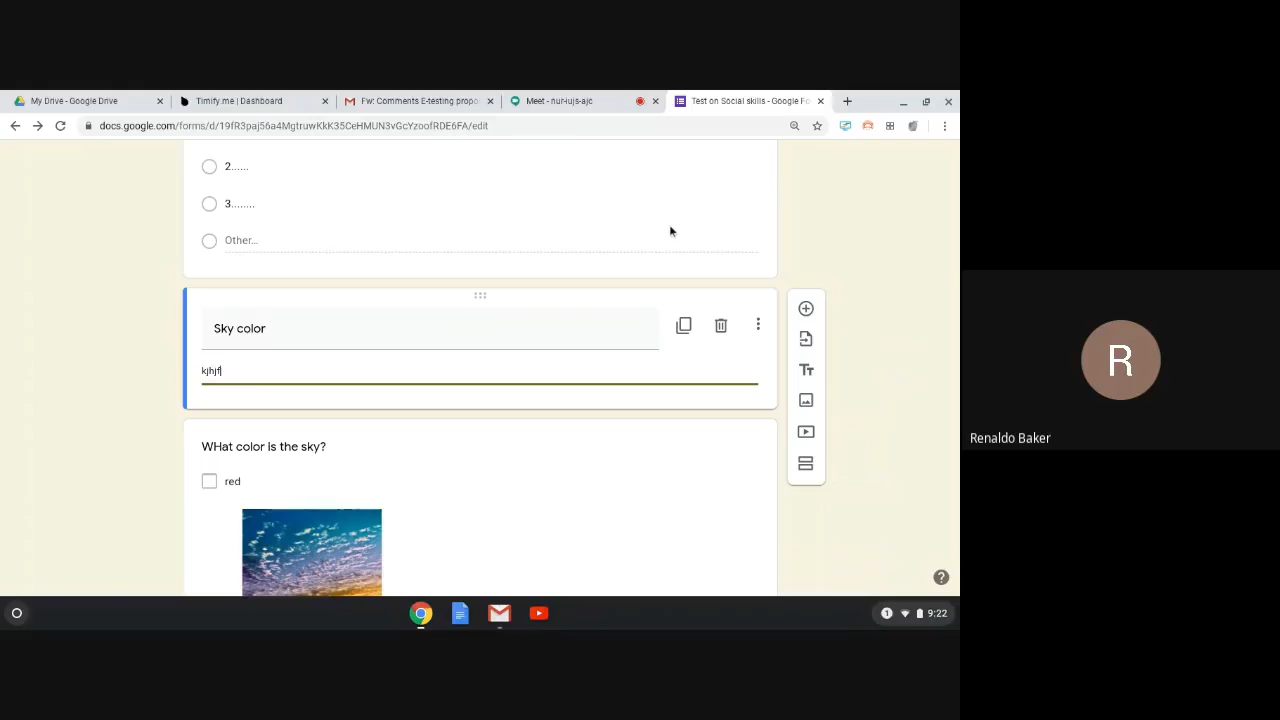 My Drive - Google Drive
Timify.me | Dashboard
Fw: Comments E-testing propo
Meet - nur-iujs-ajc
Test on Social skills - Google Fo
docs.google.com/forms/d/19fR3paj56a4MgtruwKkK35CeHMUN3vGcYzoofRDE6FA/edit
2......
3........
Other...
Sky color
kjhjf
Tт
WHat color is the sky?
red
R
Renaldo Baker
1
9:22